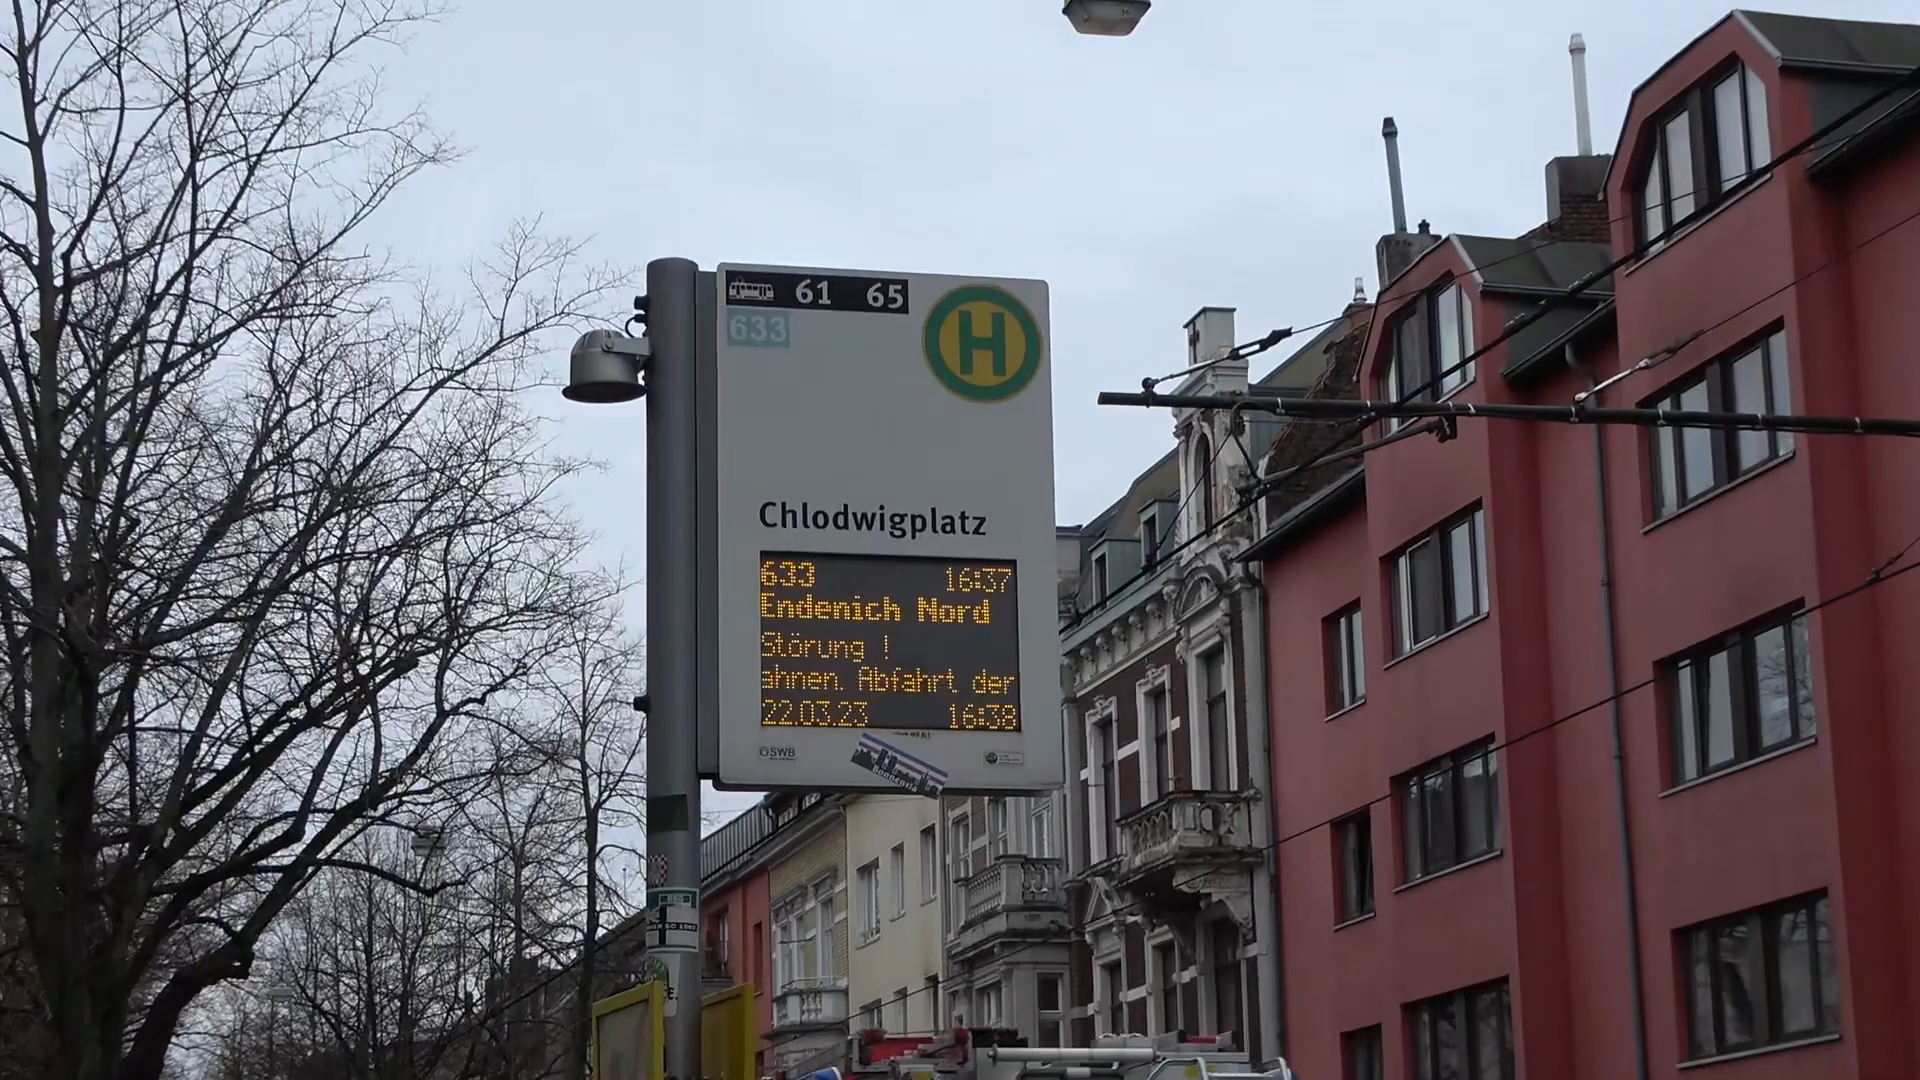 61 65
633
H
Chlodwigplatz
633 16:37
Endenich Nord
Störung !
ahnen. Abfahrt der
22.03.23 16:38
SWB
Bonnensia